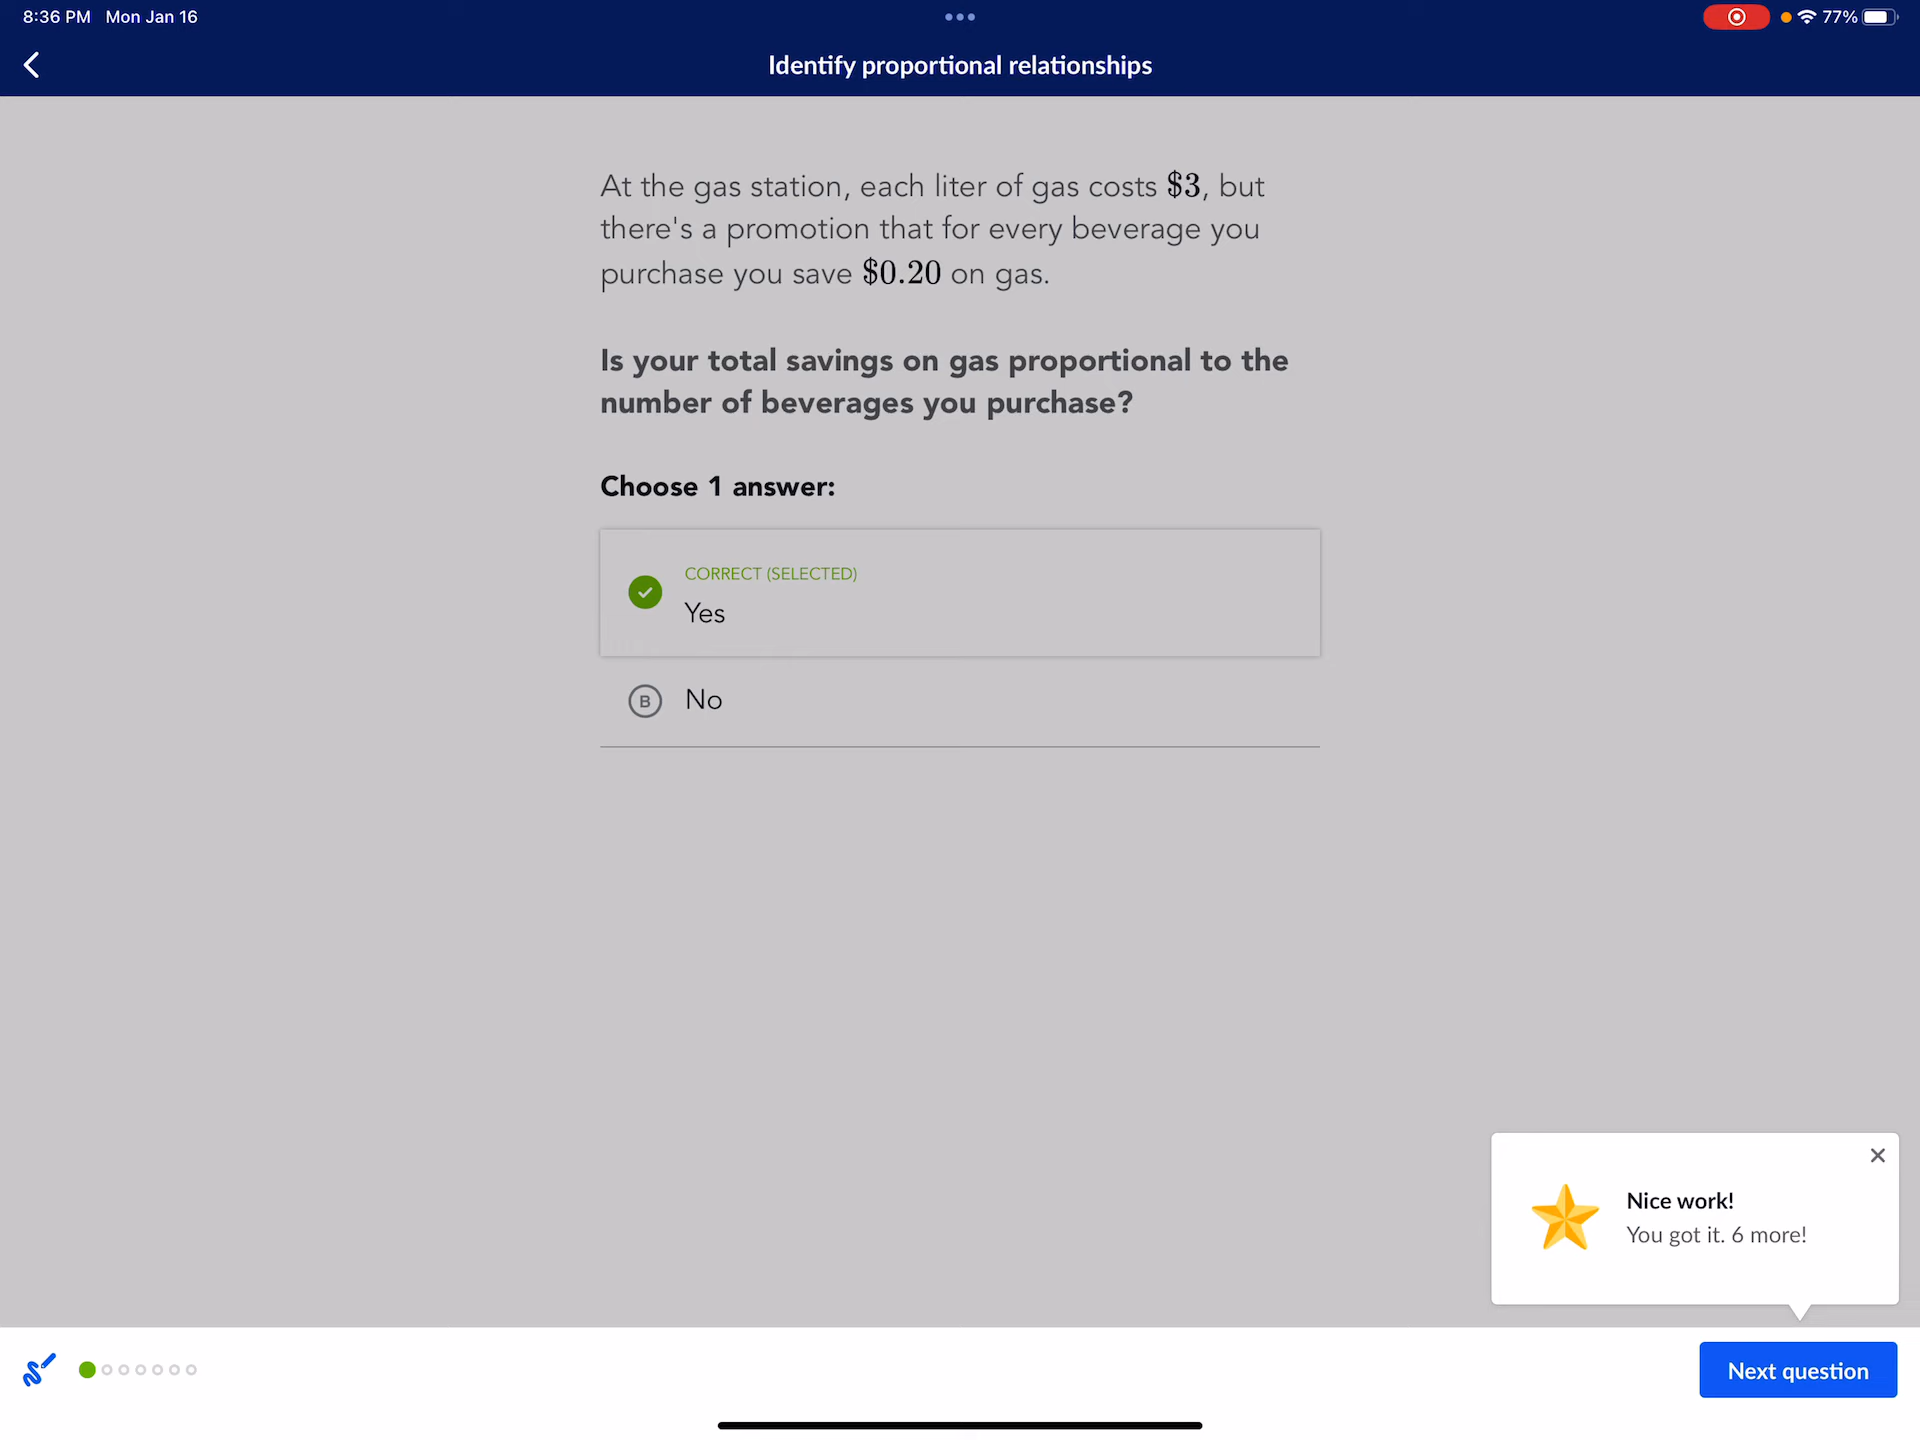 8:36 PM Mon Jan 16
77%
Identify proportional relationships
At the gas station, each liter of gas costs $3, but
there's a promotion that for every beverage you
purchase you save $0.20 on gas.
Is your total savings on gas proportional to the
number of beverages you purchase?
Choose 1 answer:
CORRECT (SELECTED)
Yes
B No
Nice work!
You got it. 6 more!
Next question